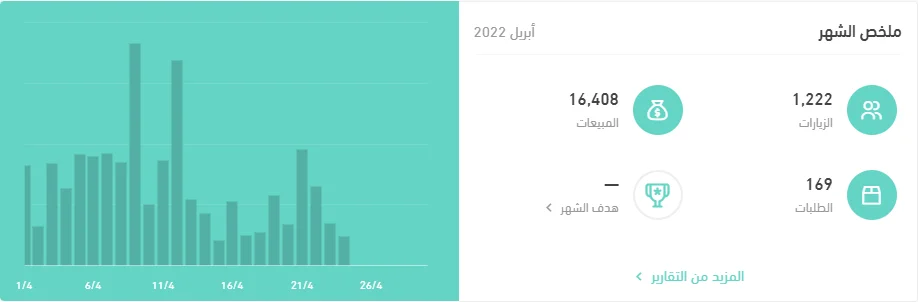 ملخص الشهر
أبريل 2022
1,222
الزيارات
16,408
المبيعات
169
الطلبات
—
هدف الشهر
المزيد من التقارير
1/4 6/4 11/4 16/4 21/4 26/4